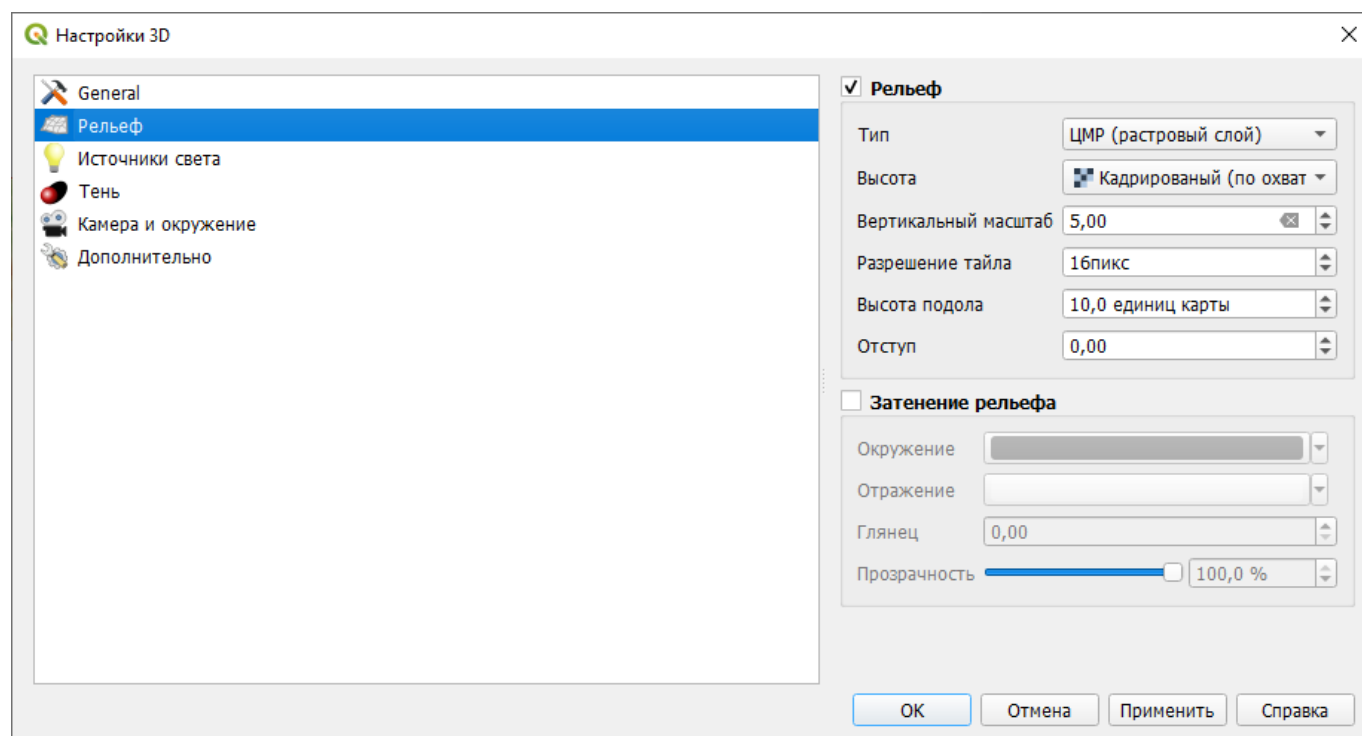 Настройки 3D
General
Рельеф
Источники света
Тень
Камера и окружение
Дополнительно
Рельеф
Тип ЦМР (растровый слой)
Высота Кадрированый (по охват
Вертикальный масштаб 5,00
Разрешение тайла 16пикс
Высота подола 10,0 единиц карты
Отступ 0,00
Затенение рельефа
Окружение
Отражение
Глянец 0,00
Прозрачность 100,0 %
OK Отмена Применить Справка